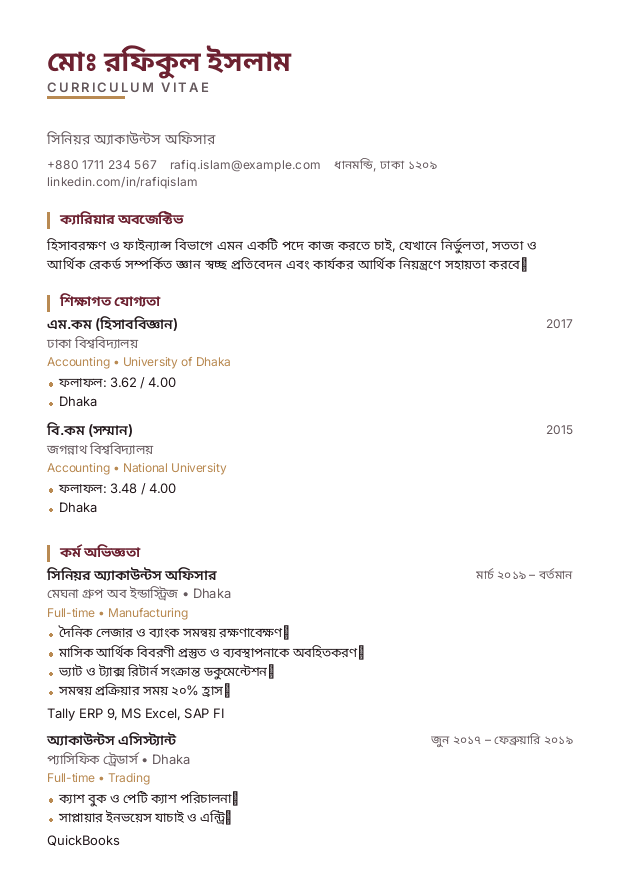 মোঃ রফিকুল ইসলাম
CURRICULUM VITAE
সিনিয়র অ্যাকাউন্টস অফিসার
+880 1711 234 567 rafiq.islam@example.com ধানমন্ডি, ঢাকা ১২০৯
linkedin.com/in/rafiqislam
ক্যারিয়ার অবজেক্টিভ
হিসাবরক্ষণ ও ফাইন্যান্স বিভাগে এমন একটি পদে কাজ করতে চাই, যেখানে নির্ভুলতা, সততা ও
আর্থিক রেকর্ড সম্পর্কিত জ্ঞান স্বচ্ছ প্রতিবেদন এবং কার্যকর আর্থিক নিয়ন্ত্রণে সহায়তা করবে
শিক্ষাগত যোগ্যতা
এম.কম (হিসাববিজ্ঞান) 2017
ঢাকা বিশ্ববিদ্যালয়
Accounting • University of Dhaka
• ফলাফল: 3.62 / 4.00
• Dhaka
বি.কম (সম্মান) 2015
জগন্নাথ বিশ্ববিদ্যালয়
Accounting • National University
• ফলাফল: 3.48 / 4.00
• Dhaka
কর্ম অভিজ্ঞতা
সিনিয়র অ্যাকাউন্টস অফিসার মার্চ ২০১৯ – বর্তমান
মেঘনা গ্রুপ অব ইন্ডাস্ট্রিজ • Dhaka
Full-time • Manufacturing
• দৈনিক লেজার ও ব্যাংক সমন্বয় রক্ষণাবেক্ষণ
• মাসিক আর্থিক বিবরণী প্রস্তুত ও ব্যবস্থাপনাকে অবহিতকরণ
• ভ্যাট ও ট্যাক্স রিটার্ন সংক্রান্ত ডকুমেন্টেশন
• সমন্বয় প্রক্রিয়ার সময় ২০% হ্রাস
Tally ERP 9, MS Excel, SAP FI
অ্যাকাউন্টস এসিস্ট্যান্ট জুন ২০১৭ – ফেব্রুয়ারি ২০১৯
প্যাসিফিক ট্রেডার্স • Dhaka
Full-time • Trading
• ক্যাশ বুক ও পেটি ক্যাশ পরিচালনা
• সাপ্লায়ার ইনভয়েস যাচাই ও এন্ট্রি
QuickBooks